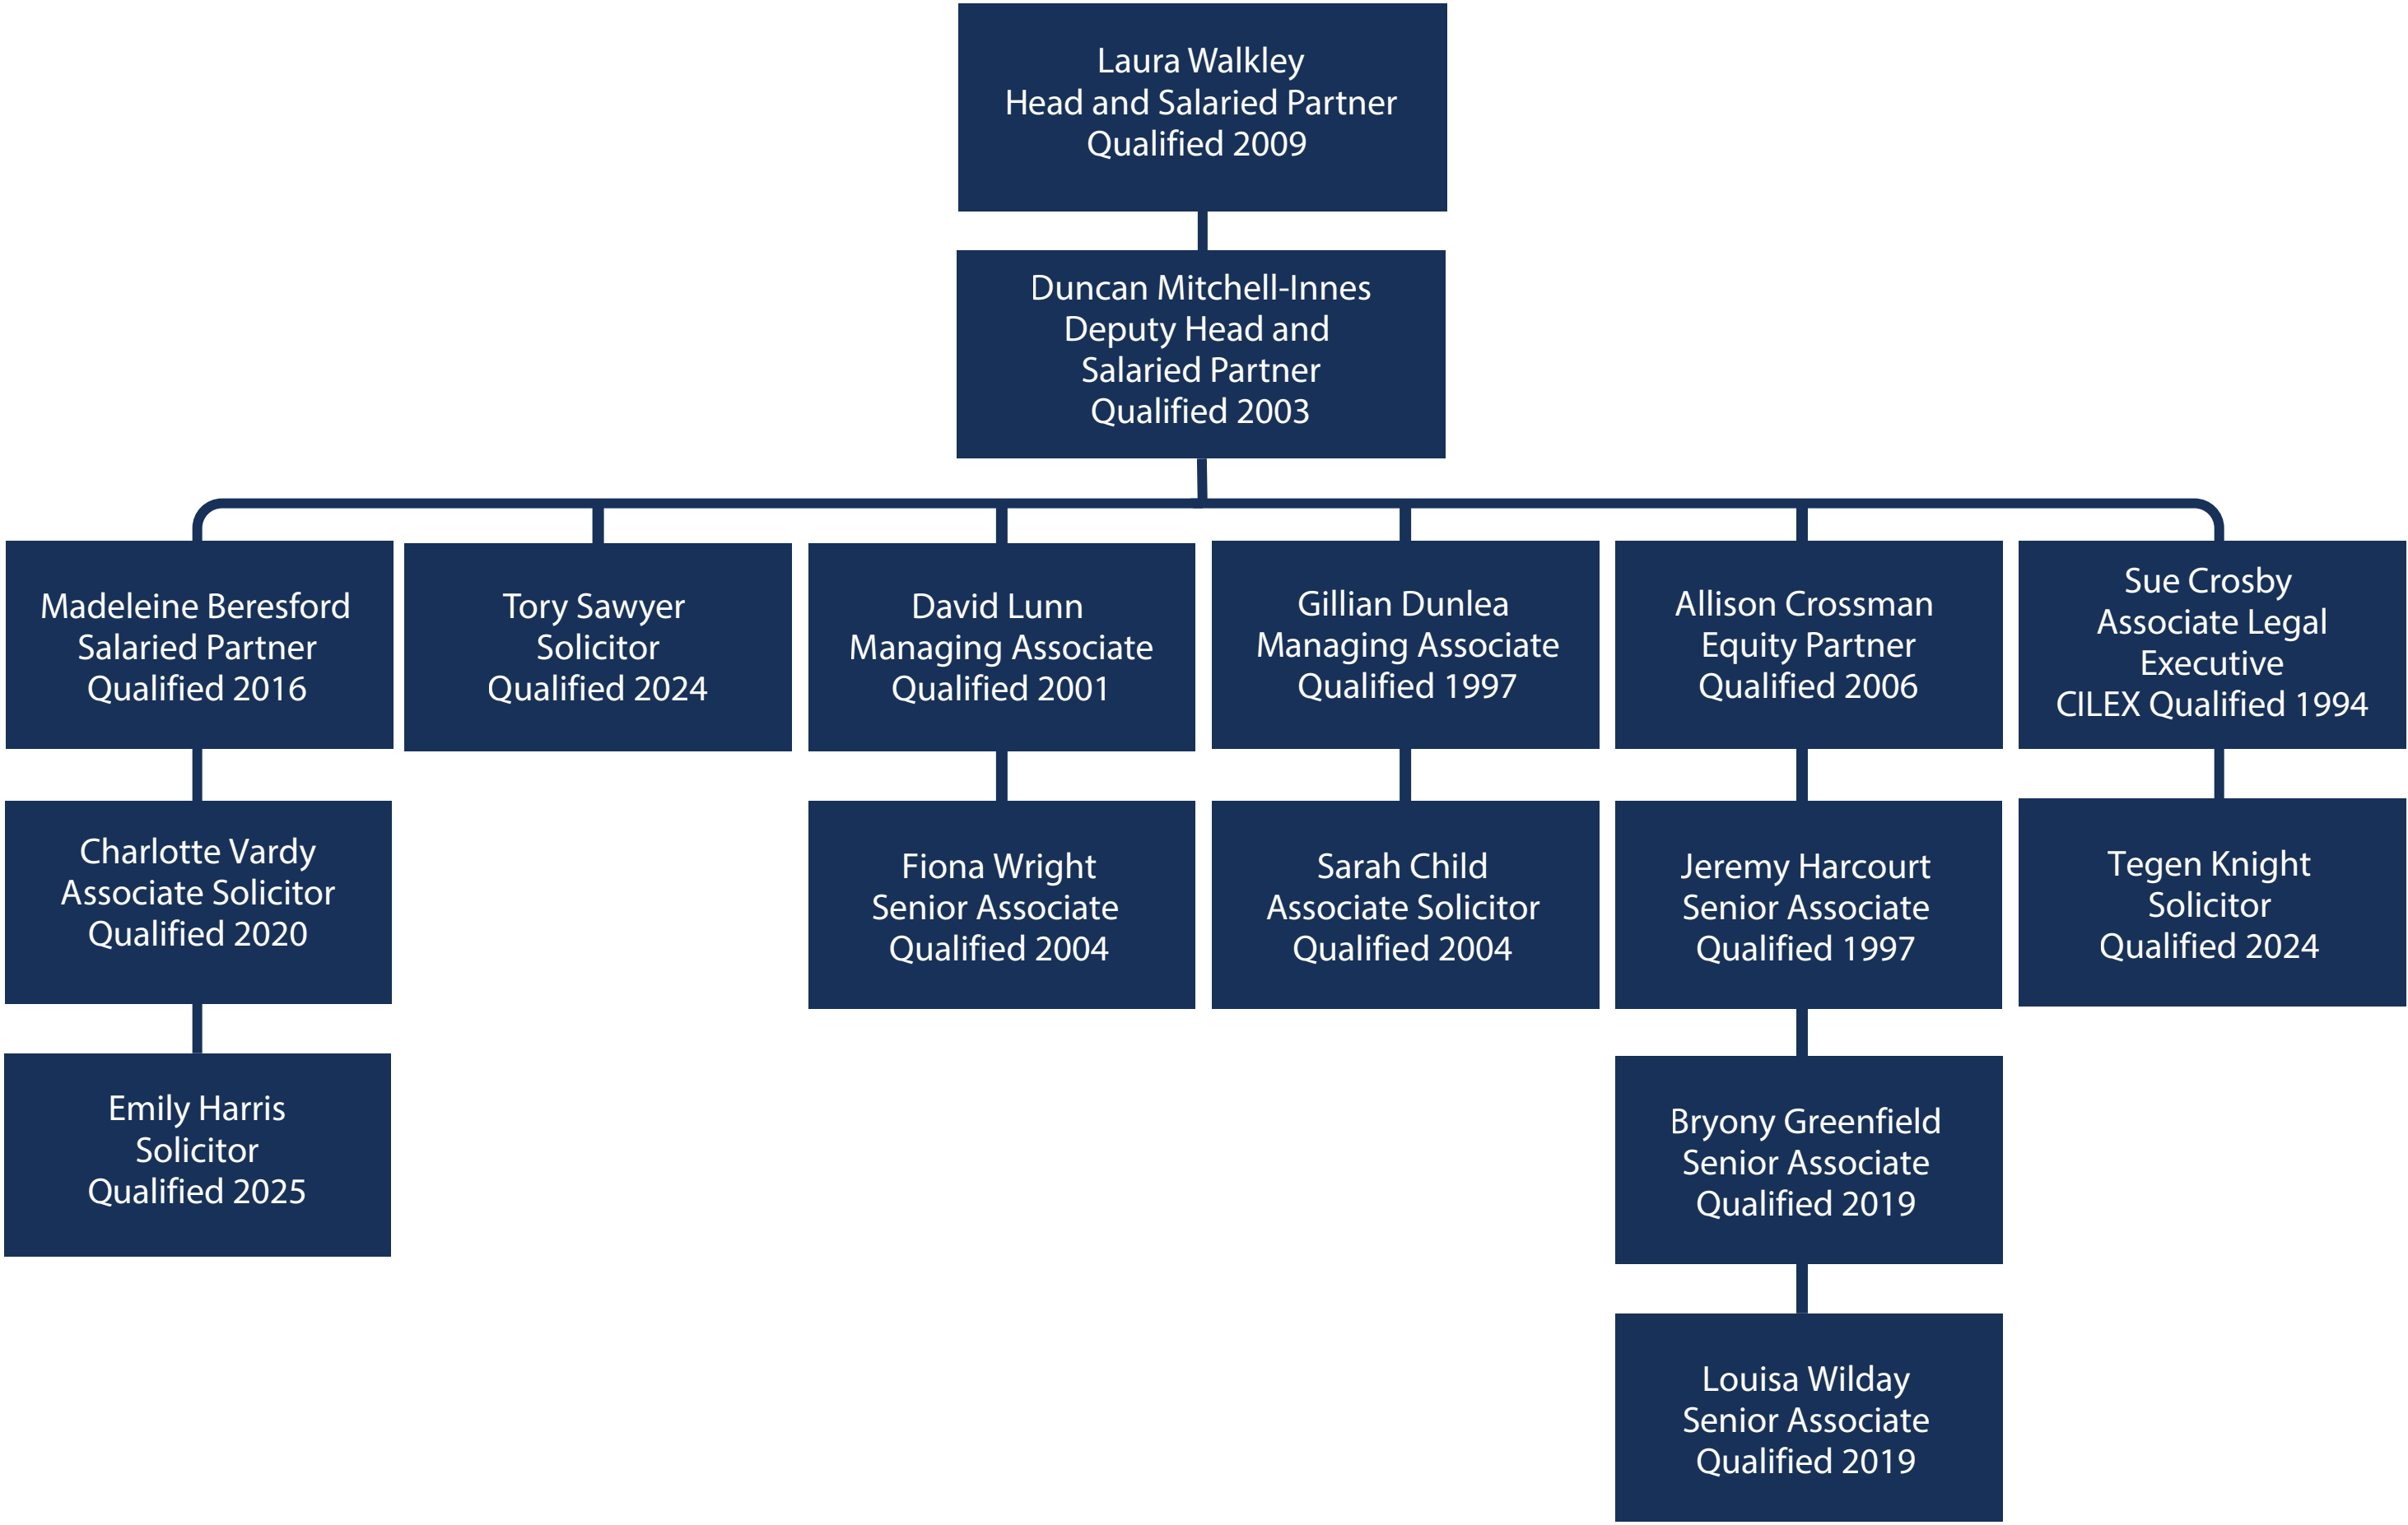 Laura Walkley
Head and Salaried Partner
Qualified 2009
Duncan Mitchell-Innes
Deputy Head and
Salaried Partner
Qualified 2003
Madeleine Beresford
Salaried Partner
Qualified 2016
Tory Sawyer
Solicitor
Qualified 2024
David Lunn
Managing Associate
Qualified 2001
Gillian Dunlea
Managing Associate
Qualified 1997
Allison Crossman
Equity Partner
Qualified 2006
Sue Crosby
Associate Legal
Executive
CILEX Qualified 1994
Charlotte Vardy
Associate Solicitor
Qualified 2020
Fiona Wright
Senior Associate
Qualified 2004
Sarah Child
Associate Solicitor
Qualified 2004
Jeremy Harcourt
Senior Associate
Qualified 1997
Tegen Knight
Solicitor
Qualified 2024
Emily Harris
Solicitor
Qualified 2025
Bryony Greenfield
Senior Associate
Qualified 2019
Louisa Wilday
Senior Associate
Qualified 2019